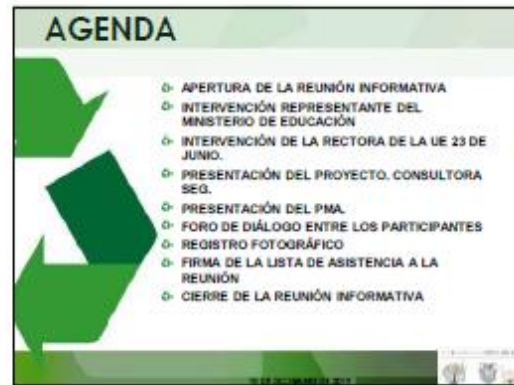 AGENDA
APERTURA DE LA REUNIÓN INFORMATIVA
INTERVENCIÓN REPRESENTANTE DEL
MINISTERIO DE EDUCACIÓN
INTERVENCIÓN DE LA RECTORA DE LA UE 23 DE
JUNIO.
PRESENTACIÓN DEL PROYECTO. CONSULTORA
SEG.
PRESENTACIÓN DEL PMA.
FORO DE DIÁLOGO ENTRE LOS PARTICIPANTES
REGISTRO FOTOGRÁFICO
FIRMA DE LA LISTA DE ASISTENCIA A LA
REUNIÓN
CIERRE DE LA REUNIÓN INFORMATIVA